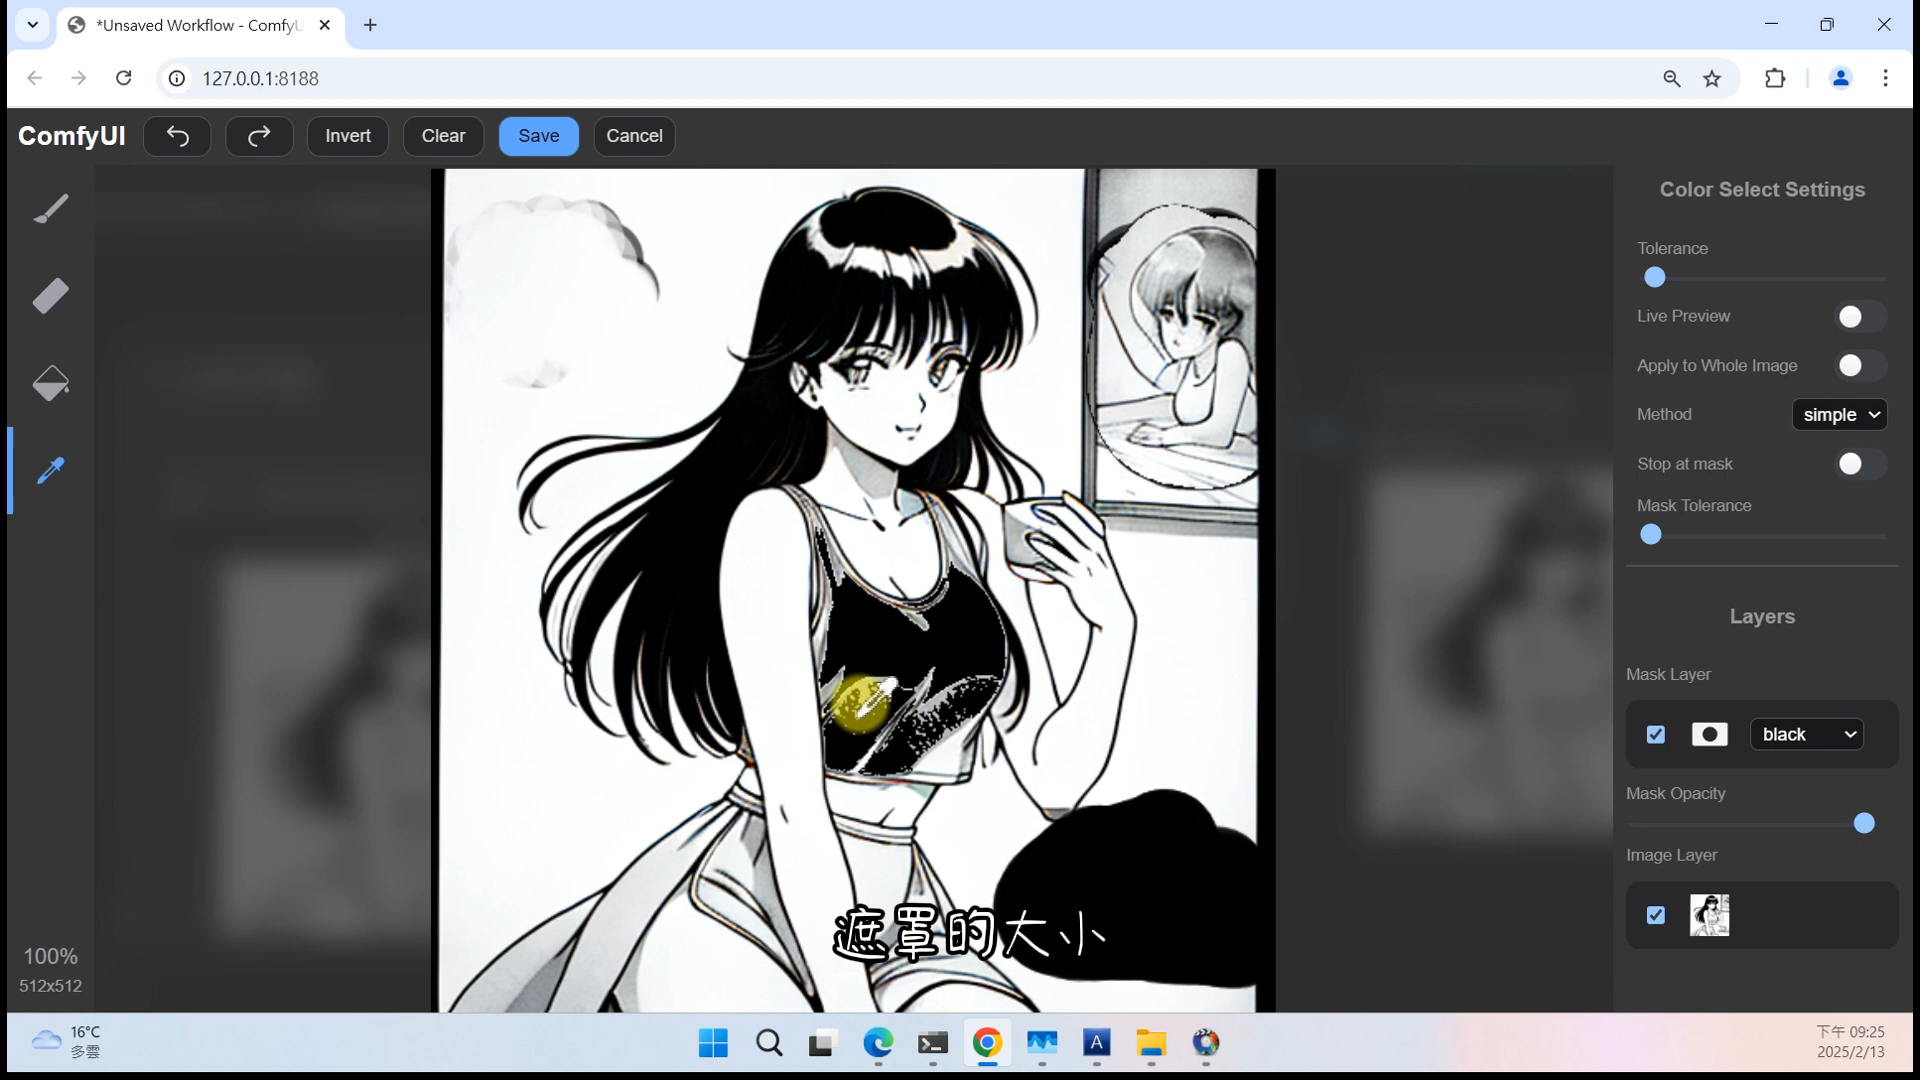 *Unsaved Workflow - ComfyU
127.0.0.1:8188
ComfyUI
Invert
Clear
Save
Cancel
Color Select Settings
Tolerance
Live Preview
Apply to Whole Image
Method
simple
Stop at mask
Mask Tolerance
Layers
Mask Layer
black
Mask Opacity
Image Layer
遮罩的大小
100%
512x512
16°C
多雲
下午 09:25
2025/2/13